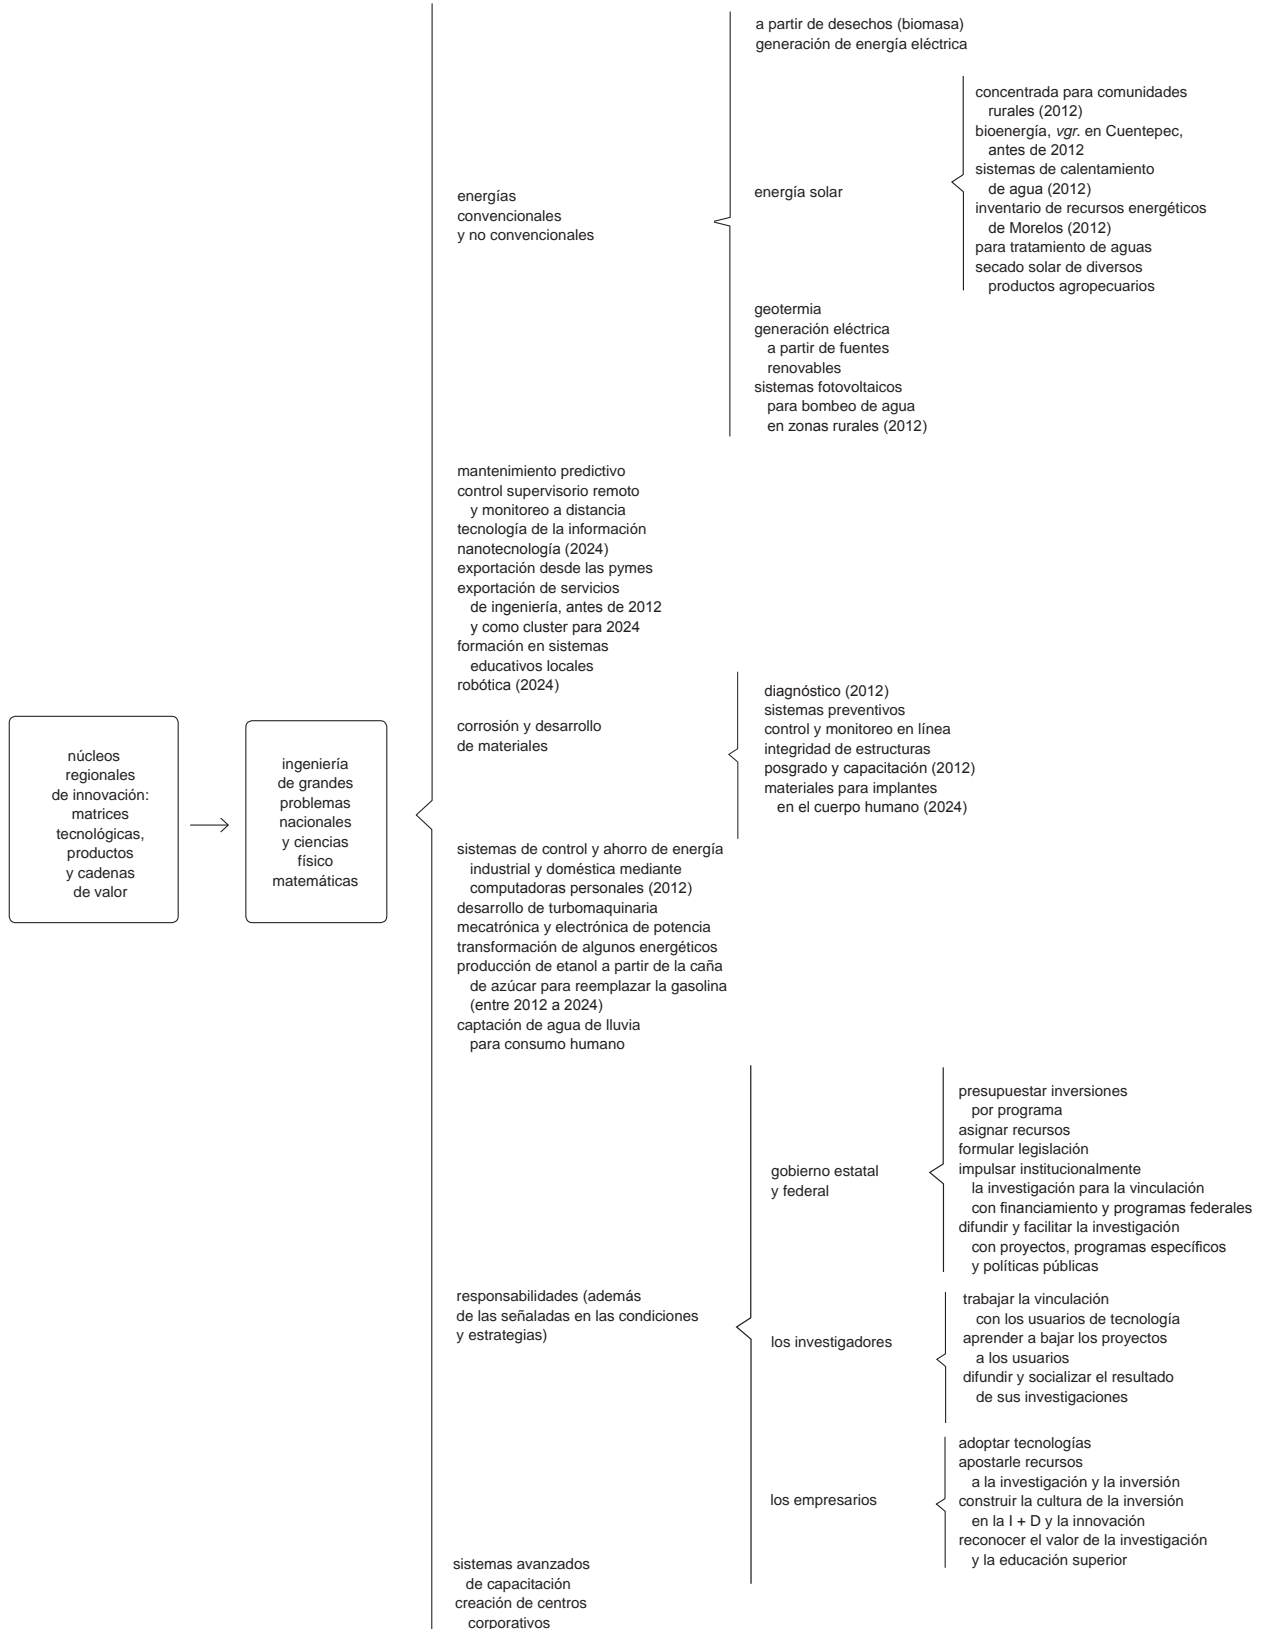 núcleos
regionales
de innovación:
matrices
tecnológicas,
productos
y cadenas
de valor
ingeniería
de grandes
problemas
nacionales
y ciencias
físico
matemáticas
energías
convencionales
y no convencionales
a partir de desechos (biomasa)
generación de energía eléctrica
energía solar
concentrada para comunidades
rurales (2012)
bioenergía, vgr. en Cuentepec,
antes de 2012
sistemas de calentamiento
de agua (2012)
inventario de recursos energéticos
de Morelos (2012)
para tratamiento de aguas
secado solar de diversos
productos agropecuarios
geotermia
generación eléctrica
a partir de fuentes
renovables
sistemas fotovoltaicos
para bombeo de agua
en zonas rurales (2012)
mantenimiento predictivo
control supervisorio remoto
y monitoreo a distancia
tecnología de la información
nanotecnología (2024)
exportación desde las pymes
exportación de servicios
de ingeniería, antes de 2012
y como cluster para 2024
formación en sistemas
educativos locales
robótica (2024)
corrosión y desarrollo
de materiales
diagnóstico (2012)
sistemas preventivos
control y monitoreo en línea
integridad de estructuras
posgrado y capacitación (2012)
materiales para implantes
en el cuerpo humano (2024)
sistemas de control y ahorro de energía
industrial y doméstica mediante
computadoras personales (2012)
desarrollo de turbomaquinaria
mecatrónica y electrónica de potencia
transformación de algunos energéticos
producción de etanol a partir de la caña
de azúcar para reemplazar la gasolina
(entre 2012 a 2024)
captación de agua de lluvia
para consumo humano
responsabilidades (además
de las señaladas en las condiciones
y estrategias)
gobierno estatal
y federal
presupuestar inversiones
por programa
asignar recursos
formular legislación
impulsar institucionalmente
la investigación para la vinculación
con financiamiento y programas federales
difundir y facilitar la investigación
con proyectos, programas específicos
y políticas públicas
los investigadores
trabajar la vinculación
con los usuarios de tecnología
aprender a bajar los proyectos
a los usuarios
difundir y socializar el resultado
de sus investigaciones
los empresarios
adoptar tecnologías
apostarle recursos
a la investigación y la inversión
construir la cultura de la inversión
en la I + D y la innovación
reconocer el valor de la investigación
y la educación superior
sistemas avanzados
de capacitación
creación de centros
corporativos